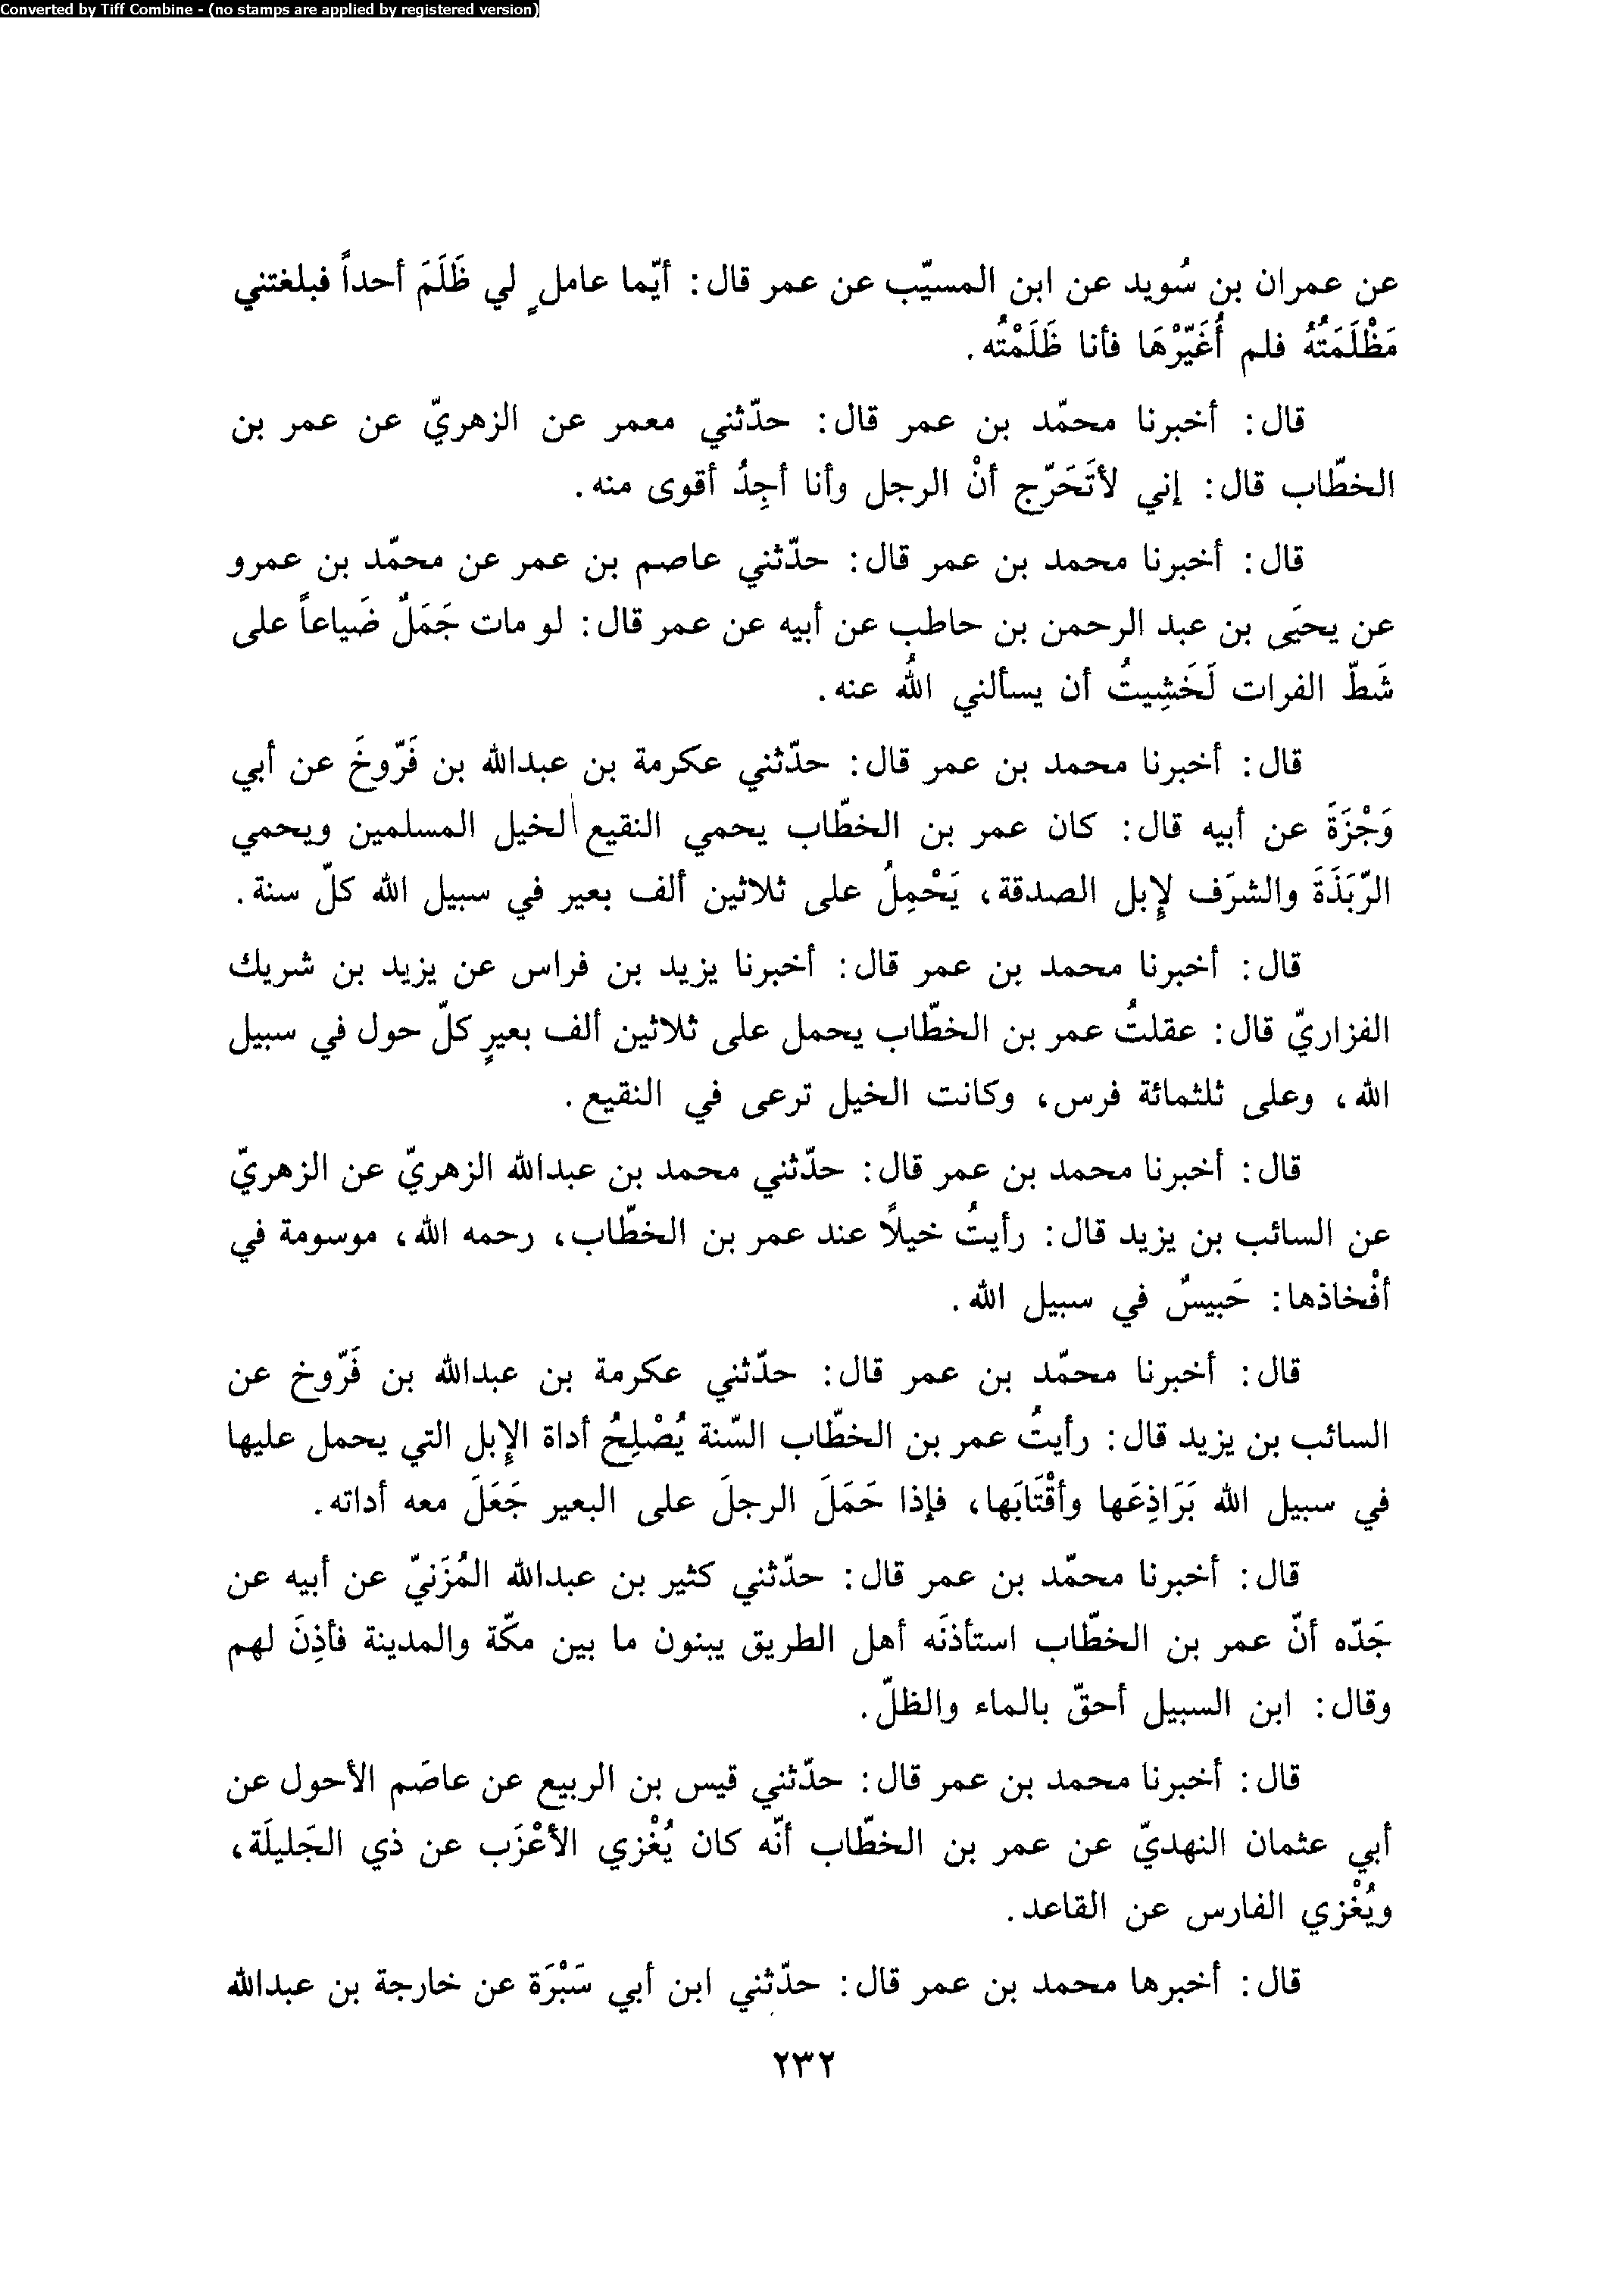 Converted by Tiff Combine - (no stamps are applied by registered version)
عن عمران بن سُويد عن ابن المسيّب عن عمر قال: أيّما عاملٍ لي ظَلَمَ أحداً فبلغتني
مَظْلَمَتُهُ فلم أُغَيّرْهَا فأنا ظَلَمْتُه.
قال: أخبرنا محمّد بن عمر قال: حدّثني معمر عن الزهريّ عن عمر بن
الخطّاب قال: إني لأتَحَرّج أنْ الرجل وأنا أجِدُ أقوى منه.
قال: أخبرنا محمد بن عمر قال: حدّثني عاصم بن عمر عن محمّد بن عمرو
عن يحيَى بن عبد الرحمن بن حاطب عن أبيه عن عمر قال: لو مات جَمَلٌ ضَياعاً على
شَطّ الفرات لَخَشِيتُ أن يسألني اللهُ عنه.
قال: أخبرنا محمد بن عمر قال: حدّثني عكرمة بن عبدالله بن فَرّوخَ عن أبي
وَجْزَةَ عن أبيه قال: كان عمر بن الخطّاب يحمي النقيع لخيل المسلمين ويحمي
الرّبَذَةَ والشرَف لإِبل الصدقة، يَحْمِلُ على ثلاثين ألف بعير في سبيل الله كلّ سنة.
قال: أخبرنا محمد بن عمر قال: أخبرنا يزيد بن فراس عن يزيد بن شريك
الفزاريّ قال: عقلتُ عمر بن الخطّاب يحمل على ثلاثين ألف بعيرٍ كلّ حول في سبيل
الله، وعلى ثلثمائة فرس، وكانت الخيل ترعى في النقيع.
قال: أخبرنا محمد بن عمر قال: حدّثني محمد بن عبدالله الزهريّ عن الزهريّ
عن السائب بن يزيد قال: رأيتُ خيلاً عند عمر بن الخطّاب، رحمه الله، موسومة في
أفْخاذها: حَبيسٌ في سبيل الله.
قال: أخبرنا محمّد بن عمر قال: حدّثني عكرمة بن عبدالله بن فَرّوخ عن
السائب بن يزيد قال: رأيتُ عمر بن الخطّاب السّنة يُصْلِحُ أداة الإِبل التي يحمل عليها
في سبيل الله بَرَاذِعَها وأقْتَابَها، فإذا حَمَلَ الرجلَ على البعير جَعَلَ معه أداته.
قال: أخبرنا محمّد بن عمر قال: حدّثني كثير بن عبدالله المُزَنيّ عن أبيه عن
جَدّه أنّ عمر بن الخطّاب استأذنَه أهل الطريق يبنون ما بين مكّة والمدينة فأذِنَ لهم
وقال: ابن السبيل أحقّ بالماء والظلّ.
قال: أخبرنا محمد بن عمر قال: حدّثني قيس بن الربيع عن عاصَم الأحول عن
أبي عثمان النهديّ عن عمر بن الخطّاب أنّه كان يُغْزي الأعْزَب عن ذي الحَليلَة،
ويُغْزي الفارس عن القاعد.
قال: أخبرها محمد بن عمر قال: حدّثني ابن أبي سَبْرَة عن خارجة بن عبدالله
٢٣٢